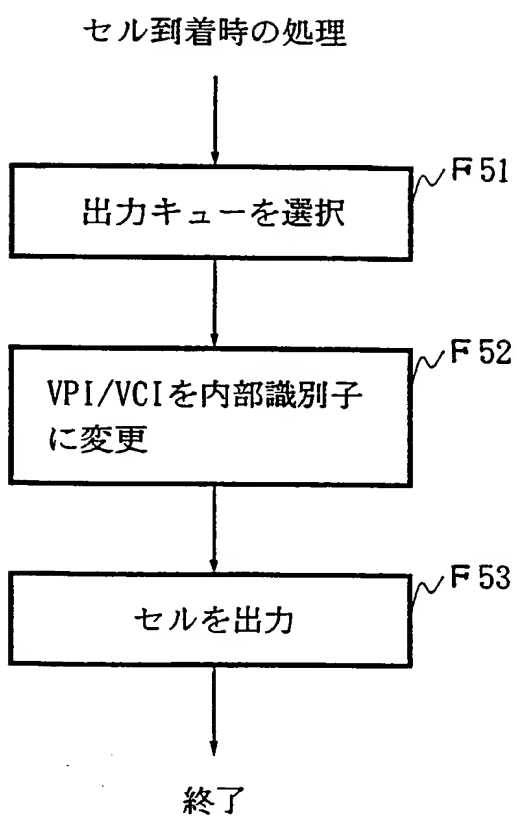 セル到着時の処理
F51
出力キューを選択
F52
VPI/VCIを内部識別子
に変更
F53
セルを出力
終了